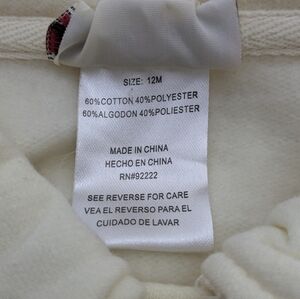 SIZE: 12M
60%COTTON 40%POLYESTER
60%ALGODON 40%POLYESTER
MADE IN CHINA
HECHO EN CHINA
RN#92222
SEE REVERSE FOR CARE
VEA EL REVERSO PARA EL
CUIDADO DE LAVAR